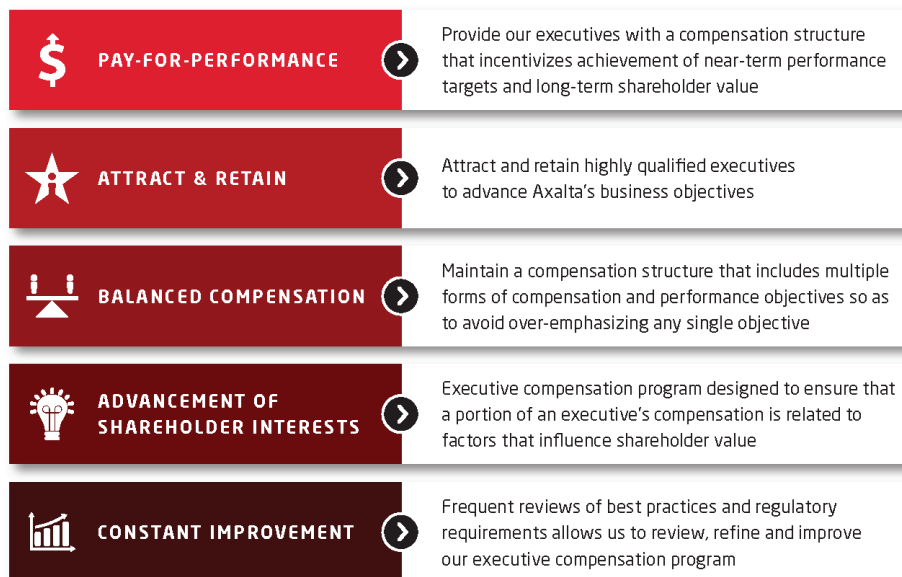 PAY-FOR-PERFORMANCE
Provide our executives with a compensation structure
that incentivizes achievement of near-term performance
targets and long-term shareholder value
ATTRACT & RETAIN
Attract and retain highly qualified executives
to advance Axalta's business objectives
BALANCED COMPENSATION
Maintain a compensation structure that includes multiple
forms of compensation and performance objectives so as
to avoid over-emphasizing any single objective
ADVANCEMENT OF
SHAREHOLDER INTERESTS
Executive compensation program designed to ensure that
a portion of an executive's compensation is related to
factors that influence shareholder value
CONSTANT IMPROVEMENT
Frequent reviews of best practices and regulatory
requirements allows us to review, refine and improve
our executive compensation program